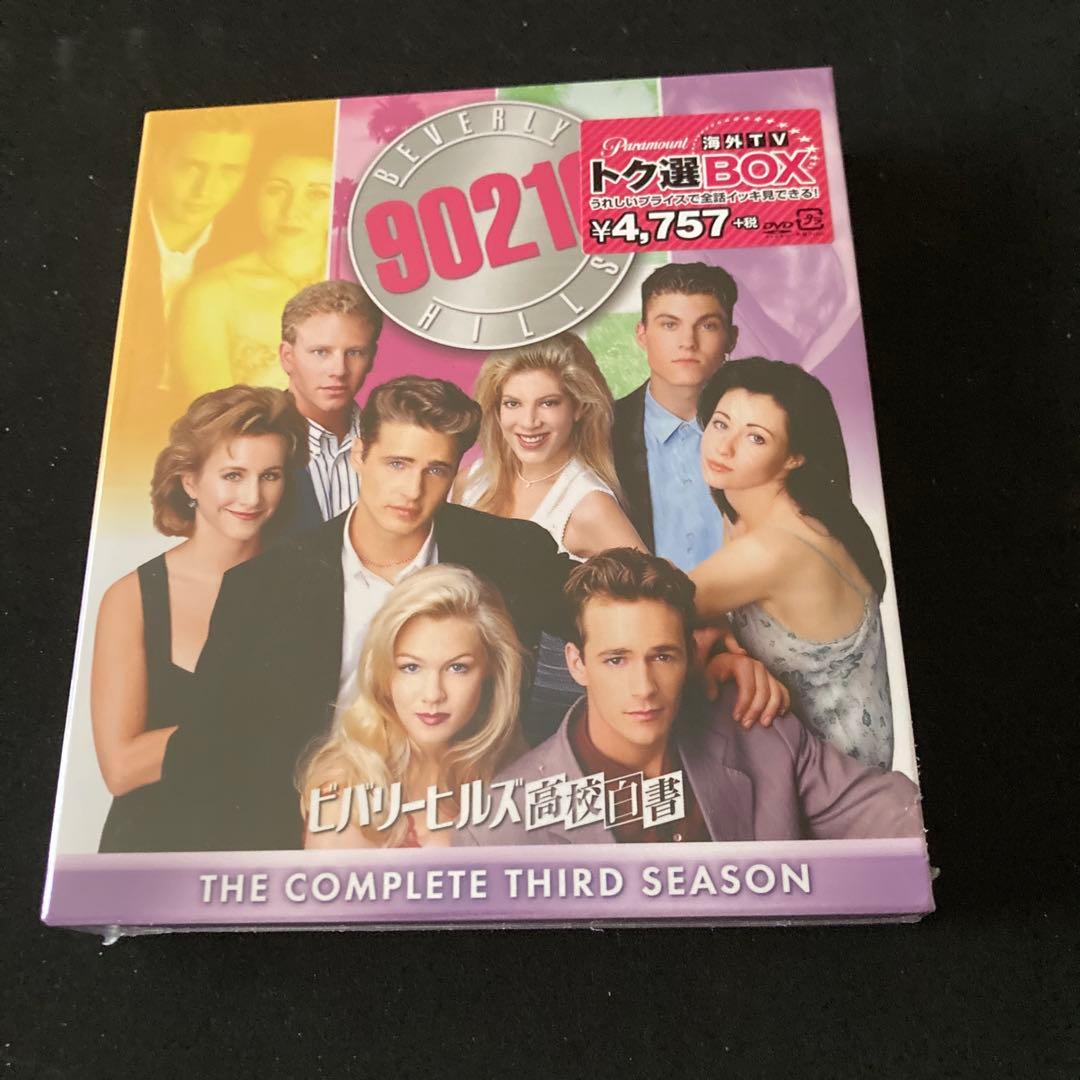 BEVERLY
90210
HILLS
Paramount 海外TV
トク選BOX
うれしいプライスで全話イッキ見できる!
¥4,757+税 DVD
ビバリーヒルズ高校白書
THE COMPLETE THIRD SEASON